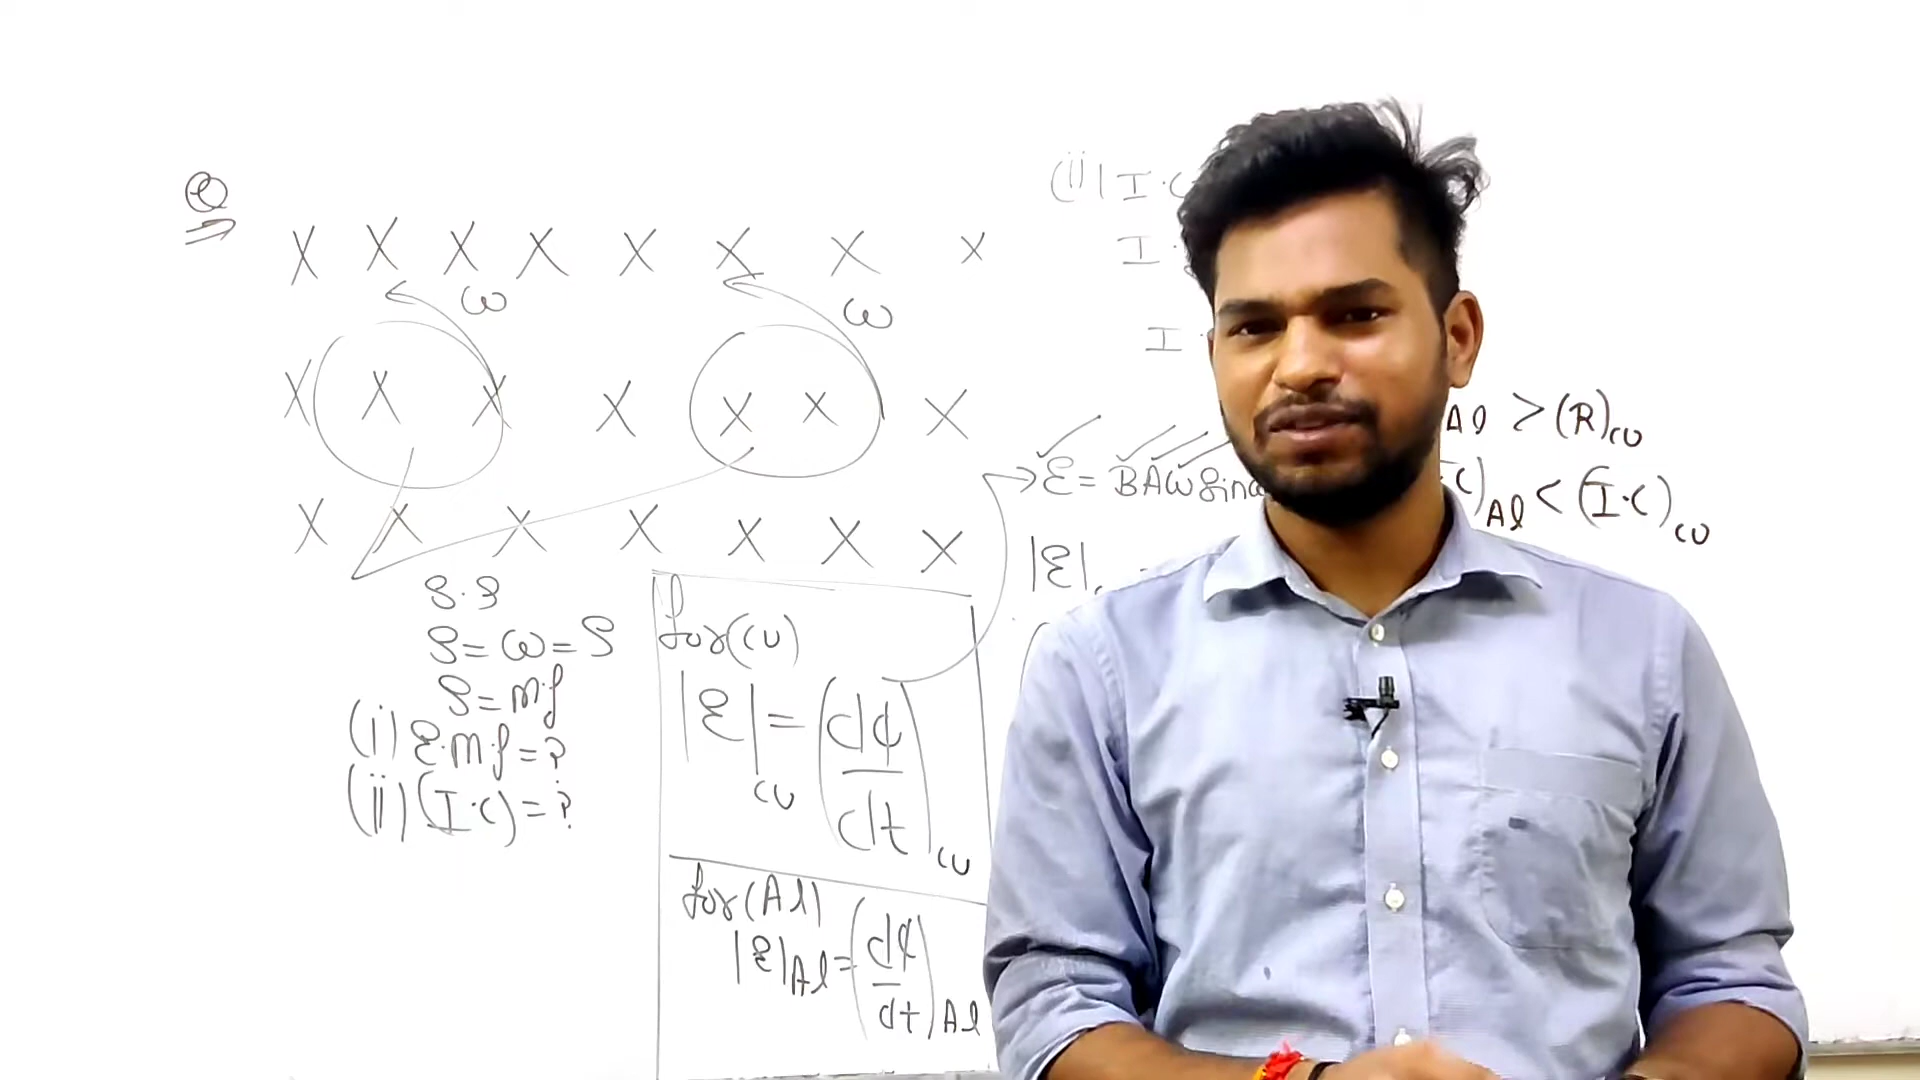 Q
X X X X X X X X
ω ω
X X X X X X X
X X X X X X X
S.S
S = ω = S
S = M.f
(i) E.M.f = ?
(ii) (I.C) = ?
for (CU)
|ε|CU = (dφ/dt)CU
for (Al)
|ε|Al = (dφ/dt)Al
(ii) I.C
I
I
Al > (R)CU
ε = BAω Sin
C)Al < (I.C)CU
|ε|